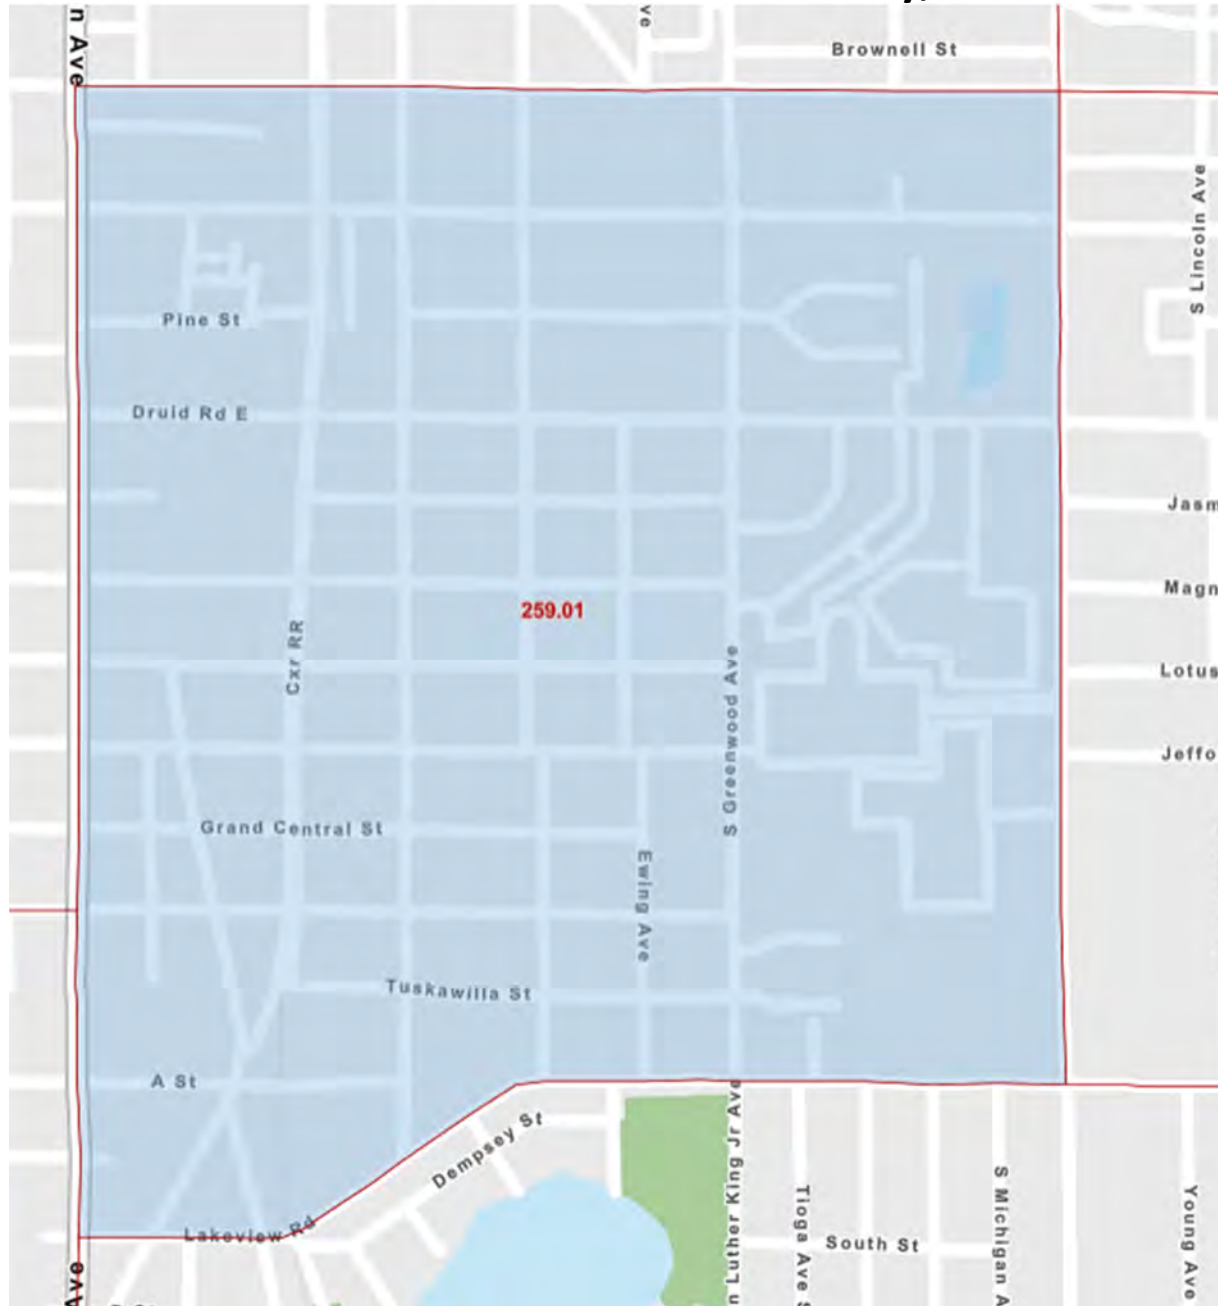 n Ave
ve
Brownell St
S Lincoln Ave
Pine St
Druid Rd E
Jasm
Magn
259.01
Cxr RR
S Greenwood Ave
Lotus
Jeffo
Grand Central St
Ewing Ave
Tuskawilla St
A St
Dempsey St
n Luther King Jr Ave
Tioga Ave S
S Michigan A
Young Ave
Lakeview Rd
South St
Ave